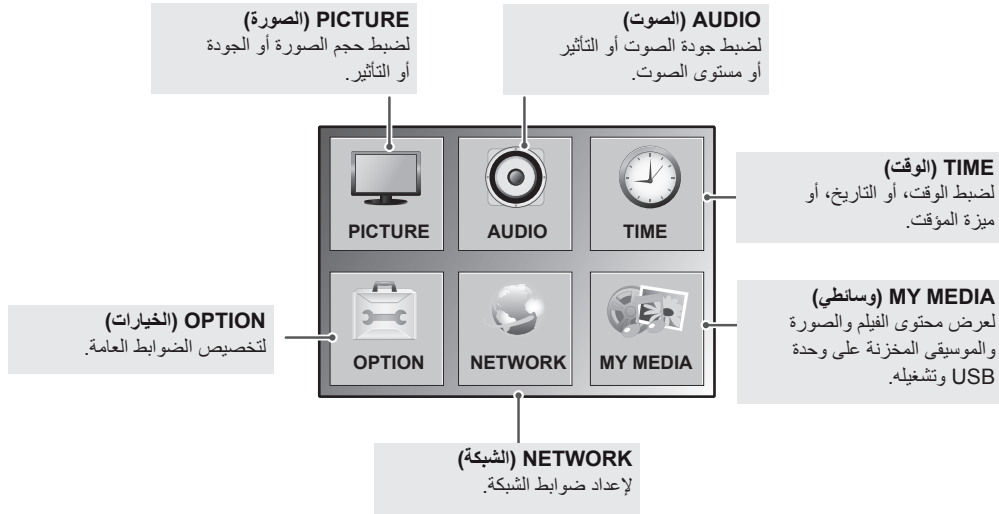 PICTURE (الصورة)
لضبط حجم الصورة أو الجودة
أو التأثير.
AUDIO (الصوت)
لضبط جودة الصوت أو التأثير
أو مستوى الصوت.
PICTURE
AUDIO
TIME
TIME (الوقت)
لضبط الوقت، أو التاريخ، أو
ميزة المؤقت.
OPTION
NETWORK
MY MEDIA
MY MEDIA (وسائطي)
لعرض محتوى الفيلم والصورة
والموسيقى المخزنة على وحدة
USB وتشغيله.
OPTION (الخيارات)
لتخصيص الضوابط العامة.
NETWORK (الشبكة)
لإعداد ضوابط الشبكة.